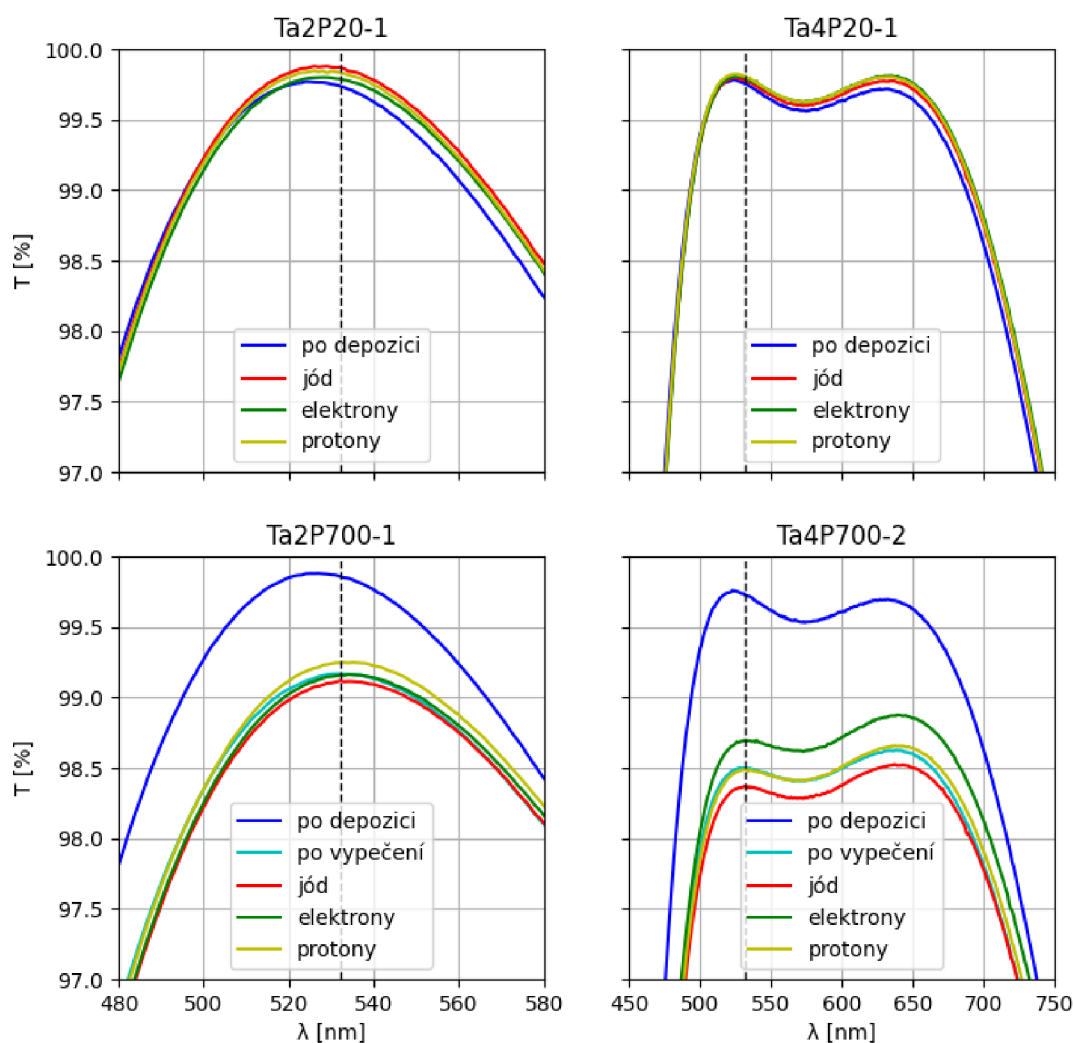 Ta2P20-1
Ta4P20-1
100.0
99.5
99.0
98.5
98.0
97.5
97.0
T [%]
po depozici
jód
elektrony
protony
po depozici
jód
elektrony
protony
Ta2P700-1
Ta4P700-2
100.0
99.5
99.0
98.5
98.0
97.5
97.0
T [%]
po depozici
po vypečení
jód
elektrony
protony
po depozici
po vypečení
jód
elektrony
protony
480 500 520 540 560 580
450 500 550 600 650 700 750
λ [nm]
λ [nm]